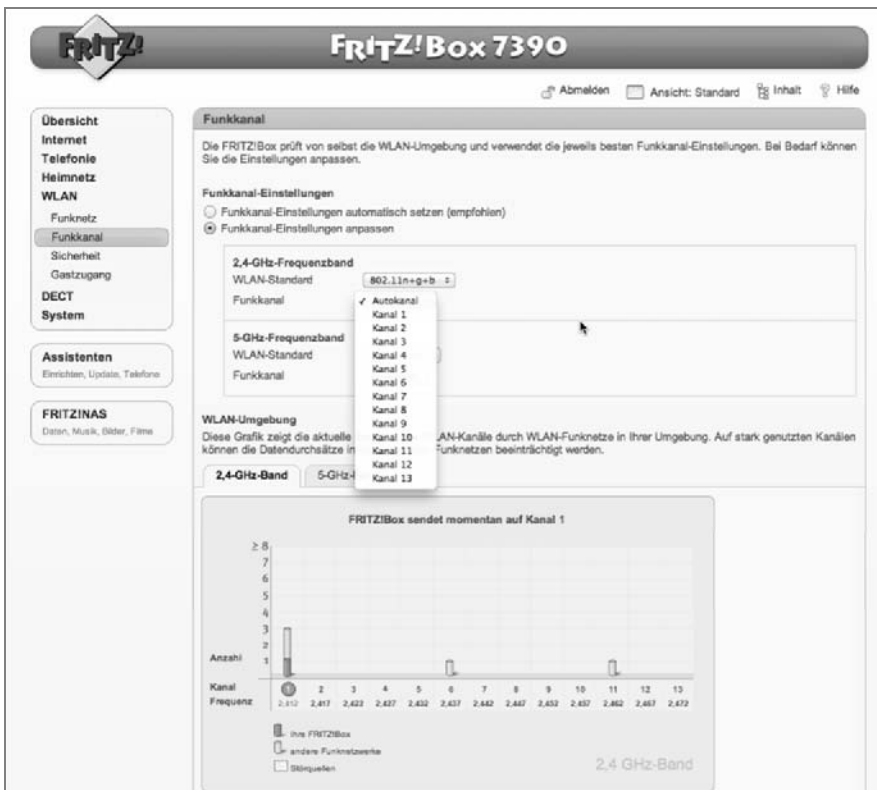 FRITZ!
FRITZ!Box 7390
Abmelden
Ansicht: Standard
Inhalt
Hilfe
Übersicht
Internet
Telefonie
Heimnetz
WLAN
Funknetz
Funkkanal
Sicherheit
Gastzugang
DECT
System
Assistenten
Einrichten, Update, Telefone
FRITZ!NAS
Daten, Musik, Bilder, Filme
Funkkanal
Die FRITZ!Box prüft von selbst die WLAN-Umgebung und verwendet die jeweils besten Funkkanal-Einstellungen. Bei Bedarf können
Sie die Einstellungen anpassen.
Funkkanal-Einstellungen
Funkkanal-Einstellungen automatisch setzen (empfohlen)
Funkkanal-Einstellungen anpassen
2,4-GHz-Frequenzband
WLAN-Standard 802.11n+g+b
Funkkanal
✓ Autokanal
Kanal 1
Kanal 2
Kanal 3
Kanal 4
Kanal 5
Kanal 6
Kanal 7
Kanal 8
Kanal 9
Kanal 10
Kanal 11
Kanal 12
Kanal 13
5-GHz-Frequenzband
WLAN-Standard
Funkkanal
WLAN-Umgebung
Diese Grafik zeigt die aktuelle AN-Kanäle durch WLAN-Funknetze in Ihrer Umgebung. Auf stark genutzten Kanälen
können die Datendurchsätze in Funknetzen beeinträchtigt werden.
2,4-GHz-Band
5-GHz-
FRITZ!Box sendet momentan auf Kanal 1
≥ 8
7
6
5
4
3
2
1
Anzahl
Kanal 1 2 3 4 5 6 7 8 9 10 11 12 13
Frequenz 2,412 2,417 2,422 2,427 2,432 2,437 2,442 2,447 2,452 2,457 2,462 2,467 2,472
Ihre FRITZ!Box
andere Funknetzwerke
Störquellen
2,4 GHz-Band